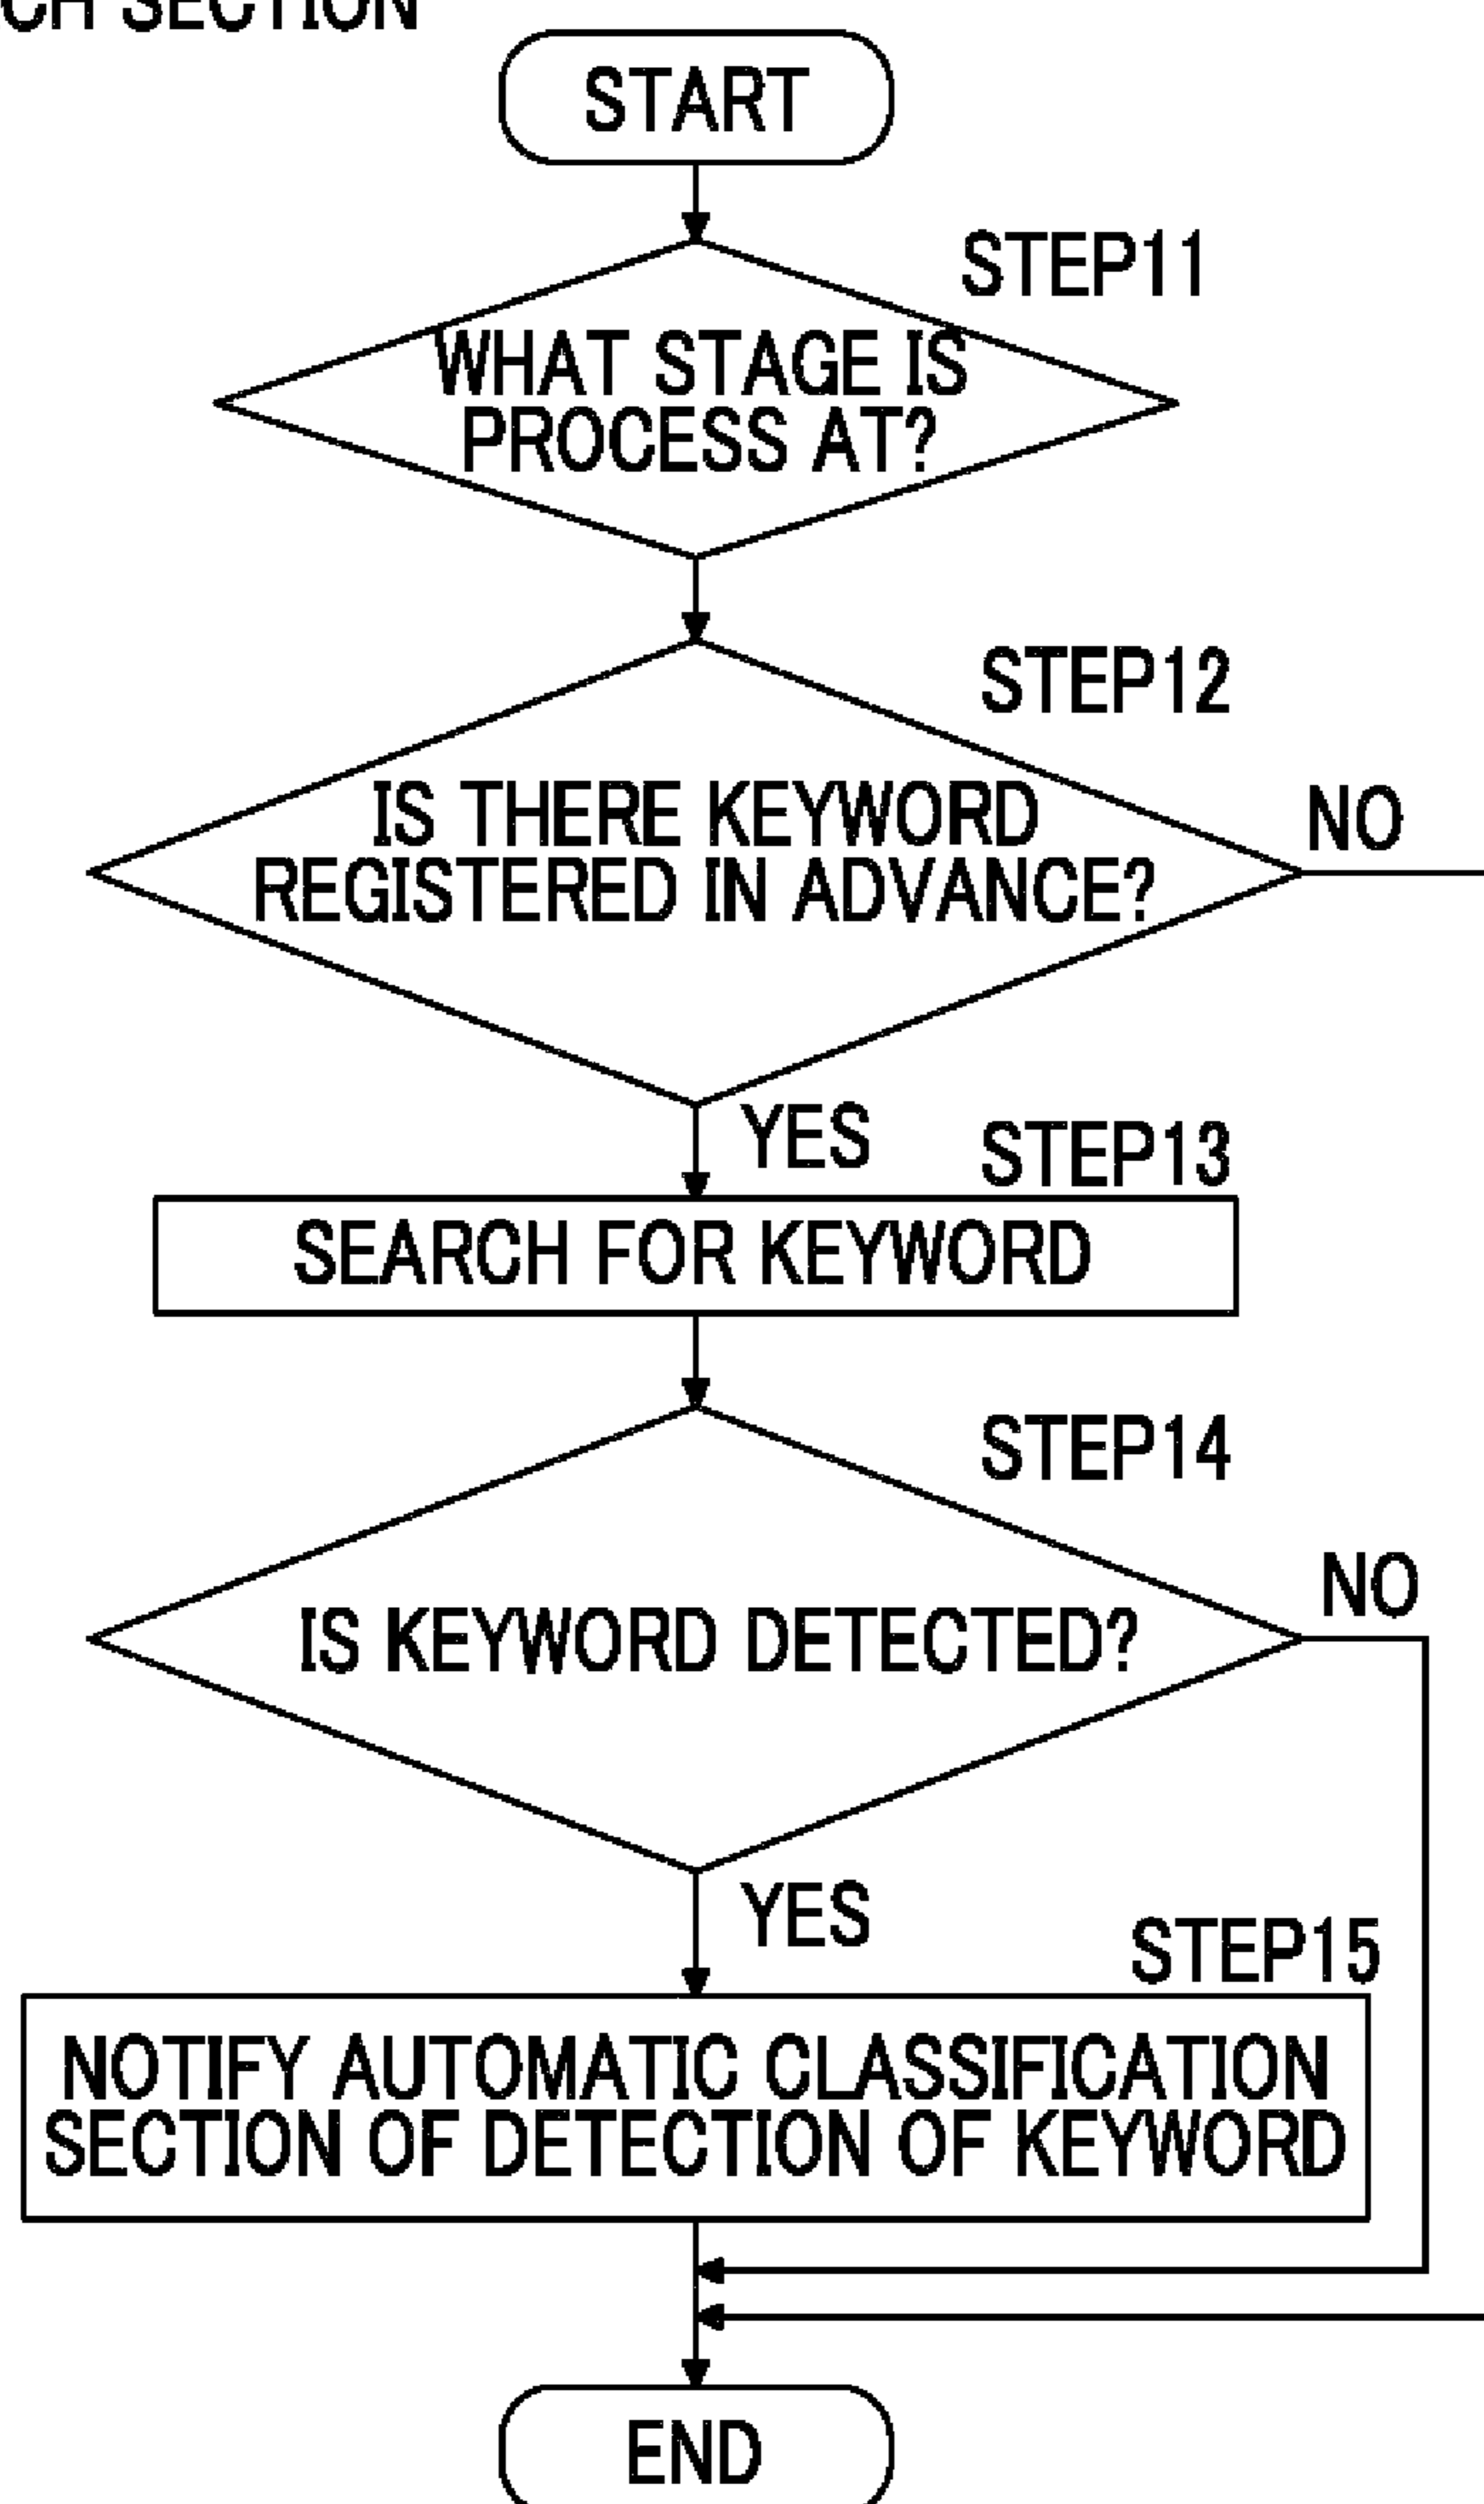 SECTION
START
STEP11
WHAT STAGE IS
PROCESS AT?
STEP12
IS THERE KEYWORD
REGISTERED IN ADVANCE?
NO
YES
STEP13
SEARCH FOR KEYWORD
STEP14
NO
IS KEYWORD DETECTED?
YES
STEP15
NOTIFY AUTOMATIC CLASSIFICATION
SECTION OF DETECTION OF KEYWORD
END